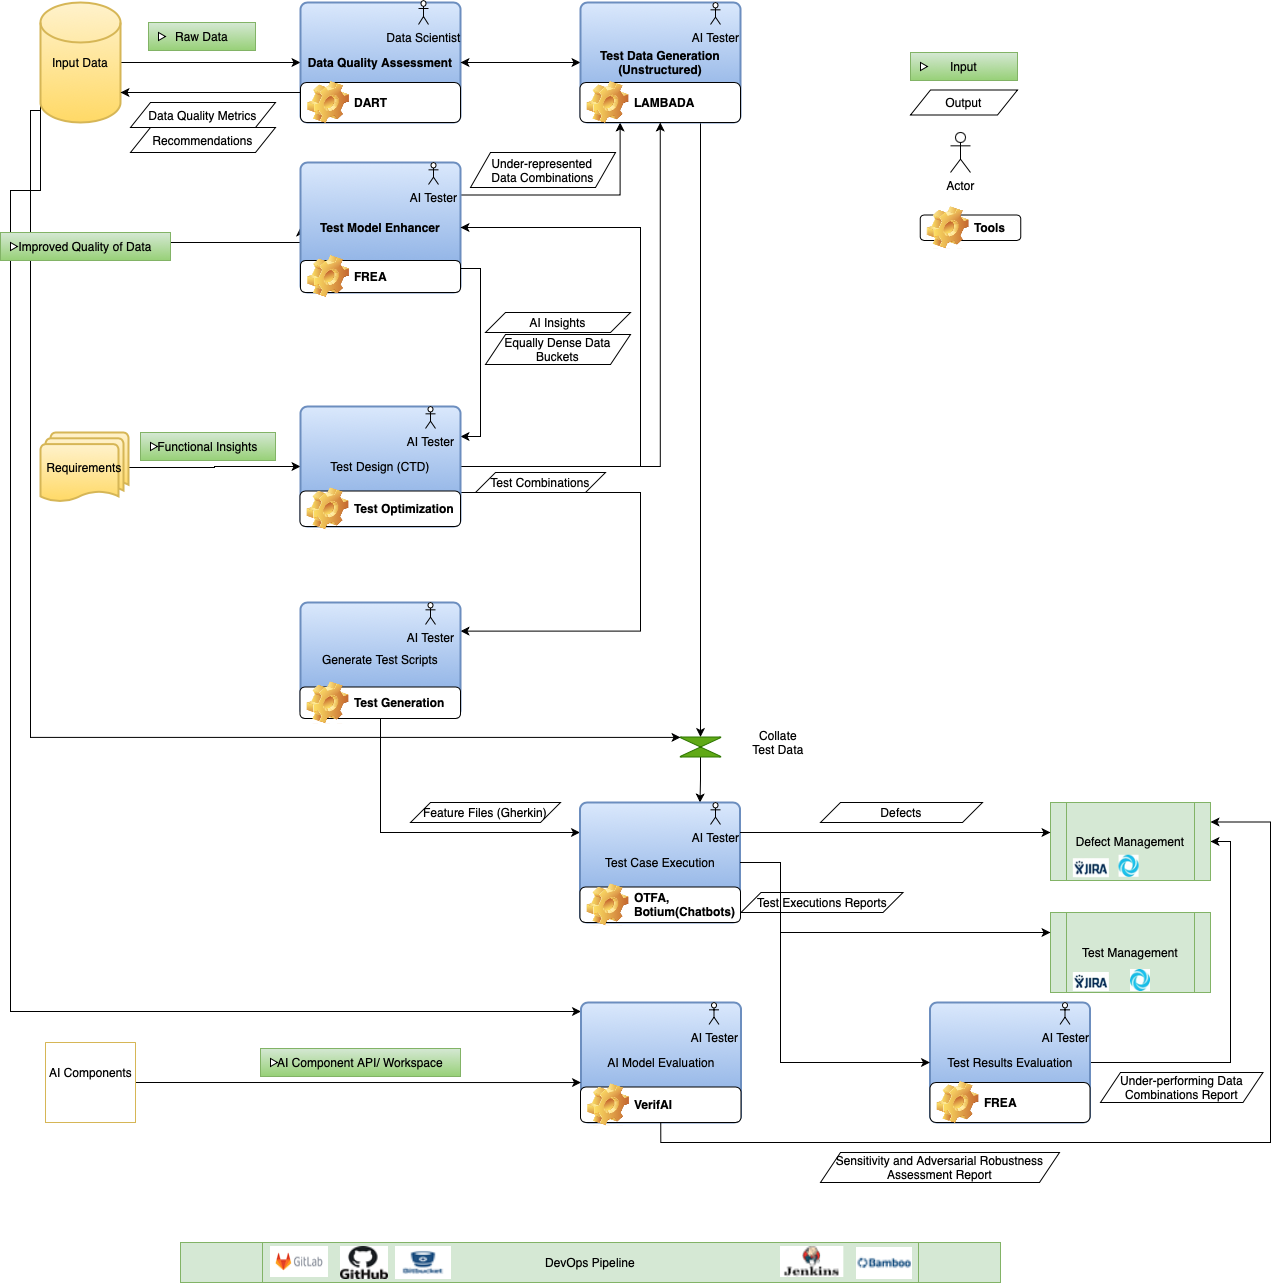 Input Data
Raw Data
Data Quality Metrics
Recommendations
Data Scientist
Data Quality Assessment
DART
AI Tester
Test Data Generation
(Unstructured)
LAMBADA
Input
Output
Actor
Tools
Under-represented
Data Combinations
AI Tester
Test Model Enhancer
FREA
Improved Quality of Data
AI Insights
Equally Dense Data
Buckets
AI Tester
Test Design (CTD)
Test Optimization
Requirements
Functional Insights
Test Combinations
AI Tester
Generate Test Scripts
Test Generation
Collate
Test Data
Feature Files (Gherkin)
AI Tester
Test Case Execution
OTFA,
Botium(Chatbots)
Defects
Defect Management
JIRA
Test Executions Reports
Test Management
JIRA
AI Tester
AI Model Evaluation
VerifAI
AI Tester
Test Results Evaluation
FREA
AI Components
AI Component API/ Workspace
Under-performing Data
Combinations Report
Sensitivity and Adversarial Robustness
Assessment Report
GitLab
GitHub
Bitbucket
DevOps Pipeline
Jenkins
Bamboo